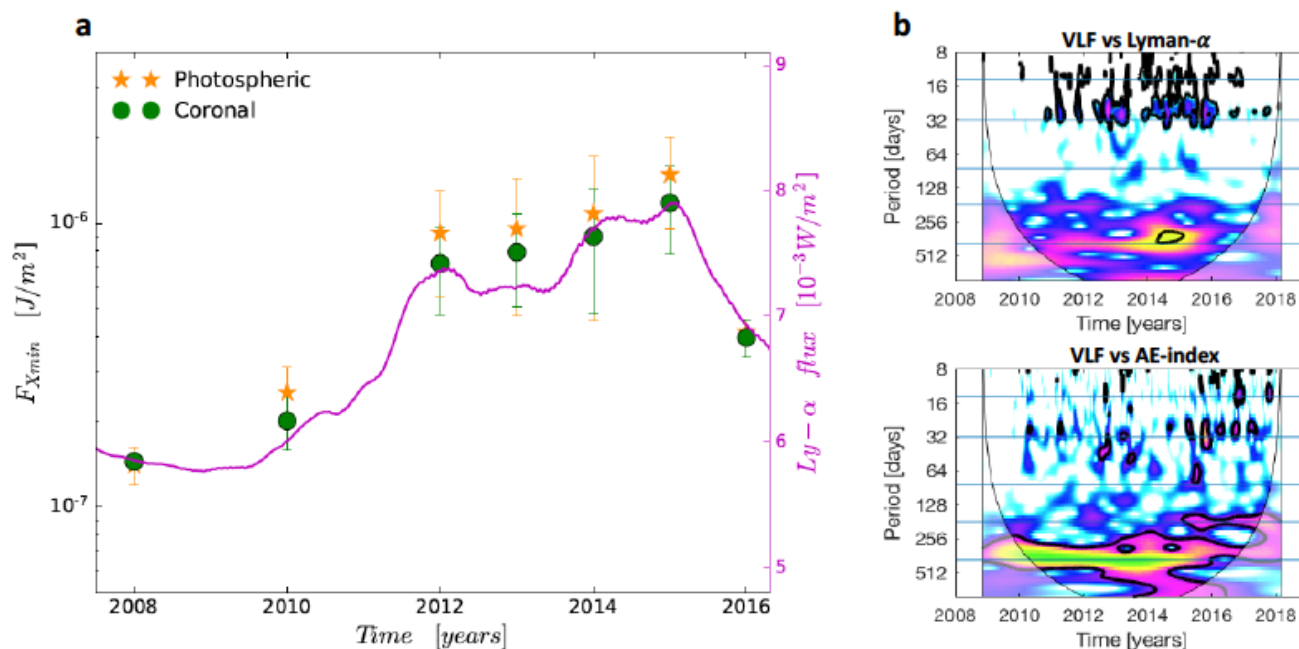 a
Photospheric
Coronal
F_{Xmin} [J/m^2]
10^{-6}
10^{-7}
2008 2010 2012 2014 2016
Time [years]
9
8
7
6
5
Ly − α flux [10^{-3}W/m^2]
b
VLF vs Lyman-α
Period [days]
8
16
32
64
128
256
512
2008 2010 2012 2014 2016 2018
Time [years]
VLF vs AE-index
Period [days]
8
16
32
64
128
256
512
2008 2010 2012 2014 2016 2018
Time [years]